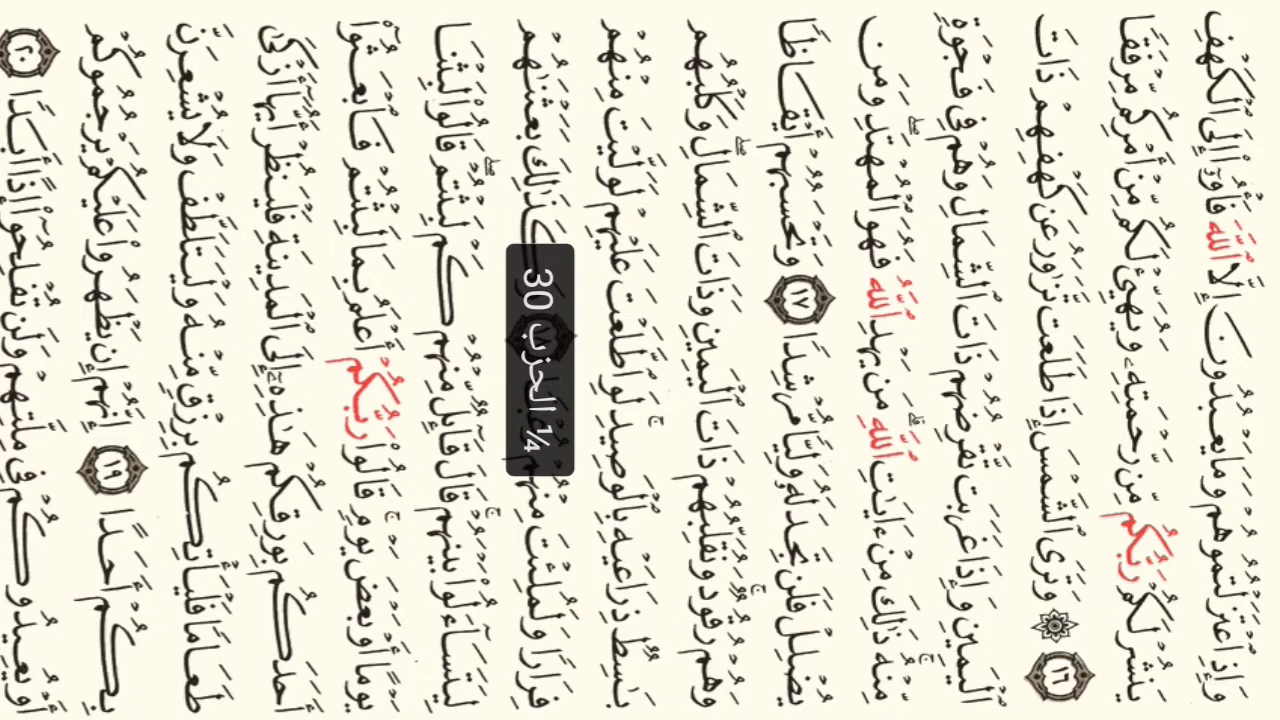 وَإِذِ ٱعْتَزَلْتُمُوهُمْ وَمَا يَعْبُدُونَ إِلَّا ٱللَّهَ فَأْوُۥٓا۟ إِلَى ٱلْكَهْفِ
يَنشُرْ لَكُمْ رَبُّكُم مِّن رَّحْمَتِهِۦ وَيُهَيِّئْ لَكُم مِّنْ أَمْرِكُم مِّرْفَقًا
١٦ ۞ وَتَرَى ٱلشَّمْسَ إِذَا طَلَعَت تَّزَٰوَرُ عَن كَهْفِهِمْ ذَاتَ
ٱلْيَمِينِ وَإِذَا غَرَبَت تَّقْرِضُهُمْ ذَاتَ ٱلشِّمَالِ وَهُمْ فِى فَجْوَةٍ
مِّنْهُ ۚ ذَٰلِكَ مِنْ ءَايَٰتِ ٱللَّهِ ۗ مَن يَهْدِ ٱللَّهُ فَهُوَ ٱلْمُهْتَدِ ۖ وَمَن
يُضْلِلْ فَلَن تَجِدَ لَهُۥ وَلِيًّا مُّرْشِدًا ١٧ وَتَحْسَبُهُمْ أَيْقَاظًا
وَهُمْ رُقُودٌ ۚ وَنُقَلِّبُهُمْ ذَاتَ ٱلْيَمِينِ وَذَاتَ ٱلشِّمَالِ ۖ وَكَلْبُهُم
بَٰسِطٌ ذِرَاعَيْهِ بِٱلْوَصِيدِ ۚ لَوِ ٱطَّلَعْتَ عَلَيْهِمْ لَوَلَّيْتَ مِنْهُمْ
فِرَارًا وَلَمُلِئْتَ مِنْهُمْ رُعْبًا ١٨ وَكَذَٰلِكَ بَعَثْنَٰهُمْ
¼ الحزب 30
لِيَتَسَآءَلُوا۟ بَيْنَهُمْ ۚ قَالَ قَآئِلٌ مِّنْهُمْ كَمْ لَبِثْتُمْ ۖ قَالُوا۟ لَبِثْنَا
يَوْمًا أَوْ بَعْضَ يَوْمٍ ۚ قَالُوا۟ رَبُّكُمْ أَعْلَمُ بِمَا لَبِثْتُمْ فَٱبْعَثُوٓا۟
أَحَدَكُم بِوَرِقِكُمْ هَٰذِهِۦٓ إِلَى ٱلْمَدِينَةِ فَلْيَنظُرْ أَيُّهَآ أَزْكَىٰ
طَعَامًا فَلْيَأْتِكُم بِرِزْقٍ مِّنْهُ وَلْيَتَلَطَّفْ وَلَا يُشْعِرَنَّ
بِكُمْ أَحَدًا ١٩ إِنَّهُمْ إِن يَظْهَرُوا۟ عَلَيْكُمْ يَرْجُمُوكُمْ
أَوْ يُعِيدُوكُمْ فِى مِلَّتِهِمْ وَلَن تُفْلِحُوٓا۟ إِذًا أَبَدًا ٢٠